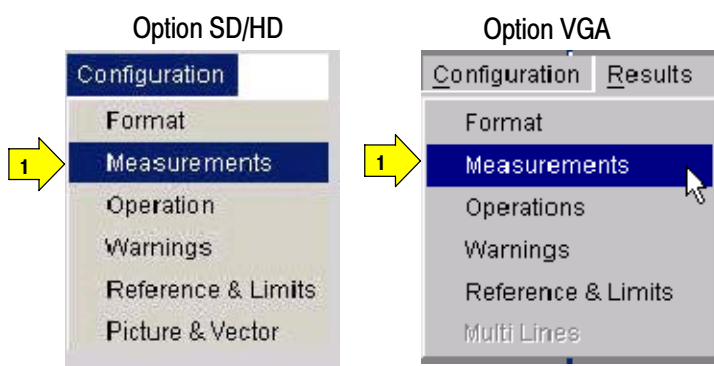 Option SD/HD
Configuration
Format
1
Measurements
Operation
Warnings
Reference & Limits
Picture & Vector
Option VGA
Configuration Results
Format
1
Measurements
Operations
Warnings
Reference & Limits
Multi Lines